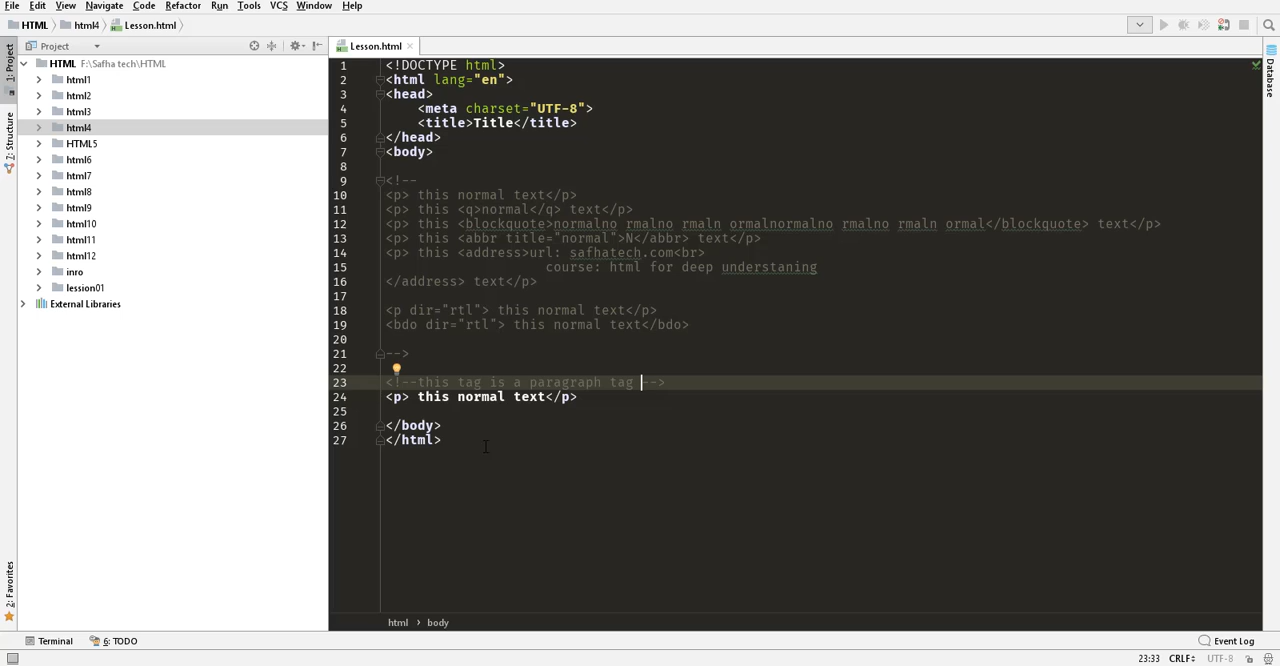 File Edit View Navigate Code Refactor Run Tools VCS Window Help
HTML html4 Lesson.html
1: Project
7: Structure
2: Favorites
Project
HTML F:\Safha tech\HTML
html1
html2
html3
html4
HTML5
html6
html7
html8
html9
html10
html11
html12
inro
lession01
External Libraries
Lesson.html
1 <!DOCTYPE html>
2 <html lang="en">
3 <head>
4 <meta charset="UTF-8">
5 <title>Title</title>
6 </head>
7 <body>
8
9 <!--
10 <p> this normal text</p>
11 <p> this <q>normal</q> text</p>
12 <p> this <blockquote>normalno rmalno rmaln ormalnormalno rmalno rmaln ormal</blockquote> text</p>
13 <p> this <abbr title="normal">N</abbr> text</p>
14 <p> this <address>url: safhatech.com<br>
15 course: html for deep understaning
16 </address> text</p>
17
18 <p dir="rtl"> this normal text</p>
19 <bdo dir="rtl"> this normal text</bdo>
20
21 -->
22
23 <!--this tag is a paragraph tag -->
24 <p> this normal text</p>
25
26 </body>
27 </html>
html › body
Database
Terminal 6: TODO Event Log
23:33 CRLF UTF-8